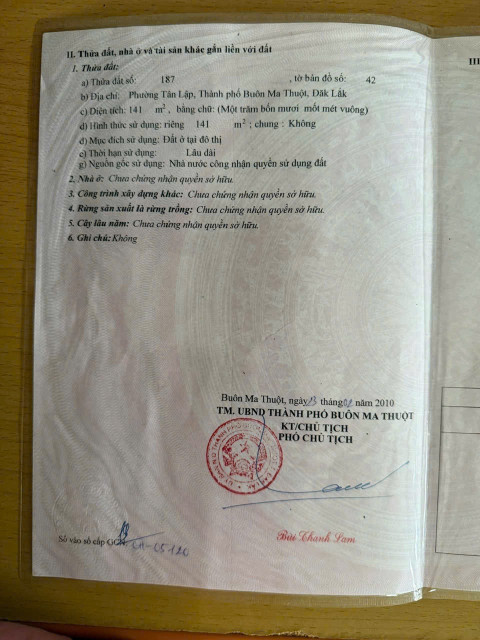 II. Thửa đất, nhà ở và tài sản khác gắn liền với đất
1. Thửa đất:
a) Thửa đất số: 187 , tờ bản đồ số: 42
b) Địa chỉ: Phường Tân Lập, Thành phố Buôn Ma Thuột, Đăk Lăk
c) Diện tích: 141 m², bằng chữ: (Một trăm bốn mươi mốt mét vuông)
d) Hình thức sử dụng: riêng 141 m²; chung : Không
đ) Mục đích sử dụng: Đất ở tại đô thị
e) Thời hạn sử dụng: Lâu dài
g) Nguồn gốc sử dụng: Nhà nước công nhận quyền sử dụng đất
2. Nhà ở: Chưa chứng nhận quyền sở hữu.
3. Công trình xây dựng khác: Chưa chứng nhận quyền sở hữu.
4. Rừng sản xuất là rừng trồng: Chưa chứng nhận quyền sở hữu.
5. Cây lâu năm: Chưa chứng nhận quyền sở hữu.
6. Ghi chú: Không
III
Buôn Ma Thuột, ngày 13 tháng năm 2010
TM. UBND THÀNH PHỐ BUÔN MA THUỘT
KT/CHỦ TỊCH
PHÓ CHỦ TỊCH
Bùi Thanh Lam
Số vào sổ cấp GCN